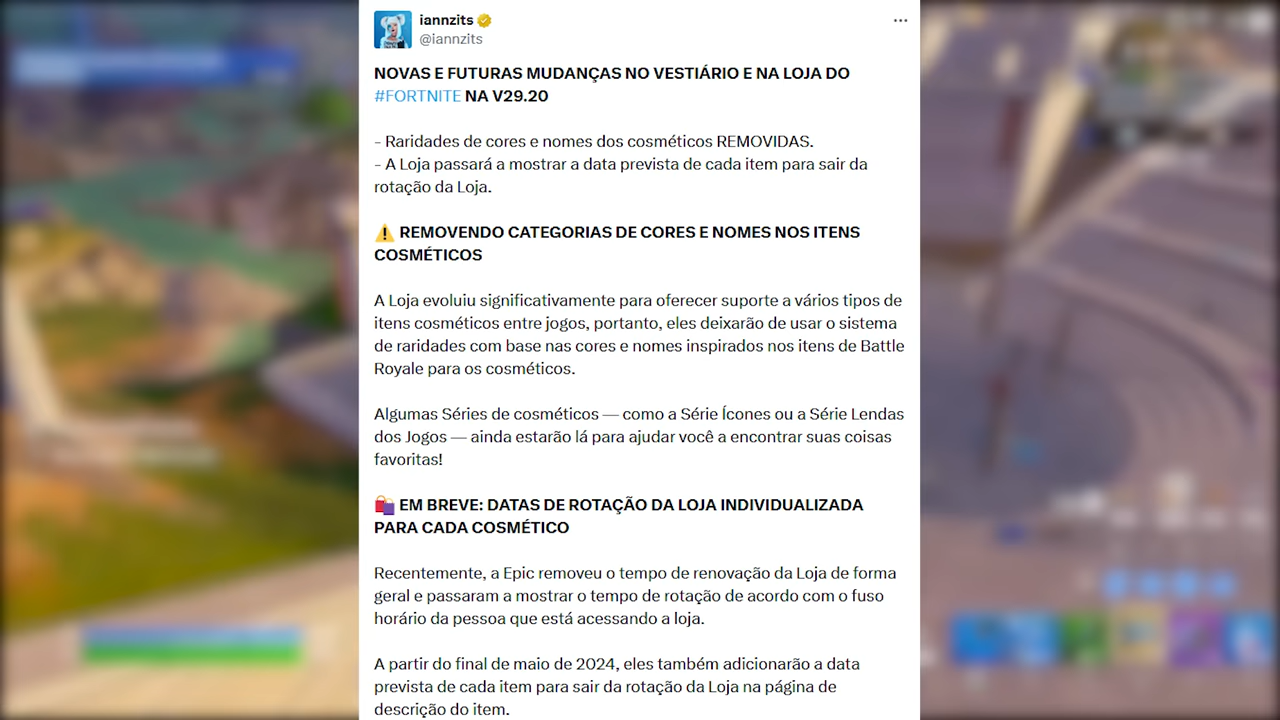 iannzits
@iannzits
NOVAS E FUTURAS MUDANÇAS NO VESTIÁRIO E NA LOJA DO
#FORTNITE NA V29.20
- Raridades de cores e nomes dos cosméticos REMOVIDAS.
- A Loja passará a mostrar a data prevista de cada item para sair da
rotação da Loja.
⚠️ REMOVENDO CATEGORIAS DE CORES E NOMES NOS ITENS
COSMÉTICOS
A Loja evoluiu significativamente para oferecer suporte a vários tipos de
itens cosméticos entre jogos, portanto, eles deixarão de usar o sistema
de raridades com base nas cores e nomes inspirados nos itens de Battle
Royale para os cosméticos.
Algumas Séries de cosméticos — como a Série Ícones ou a Série Lendas
dos Jogos — ainda estarão lá para ajudar você a encontrar suas coisas
favoritas!
🛍️ EM BREVE: DATAS DE ROTAÇÃO DA LOJA INDIVIDUALIZADA
PARA CADA COSMÉTICO
Recentemente, a Epic removeu o tempo de renovação da Loja de forma
geral e passaram a mostrar o tempo de rotação de acordo com o fuso
horário da pessoa que está acessando a loja.
A partir do final de maio de 2024, eles também adicionarão a data
prevista de cada item para sair da rotação da Loja na página de
descrição do item.